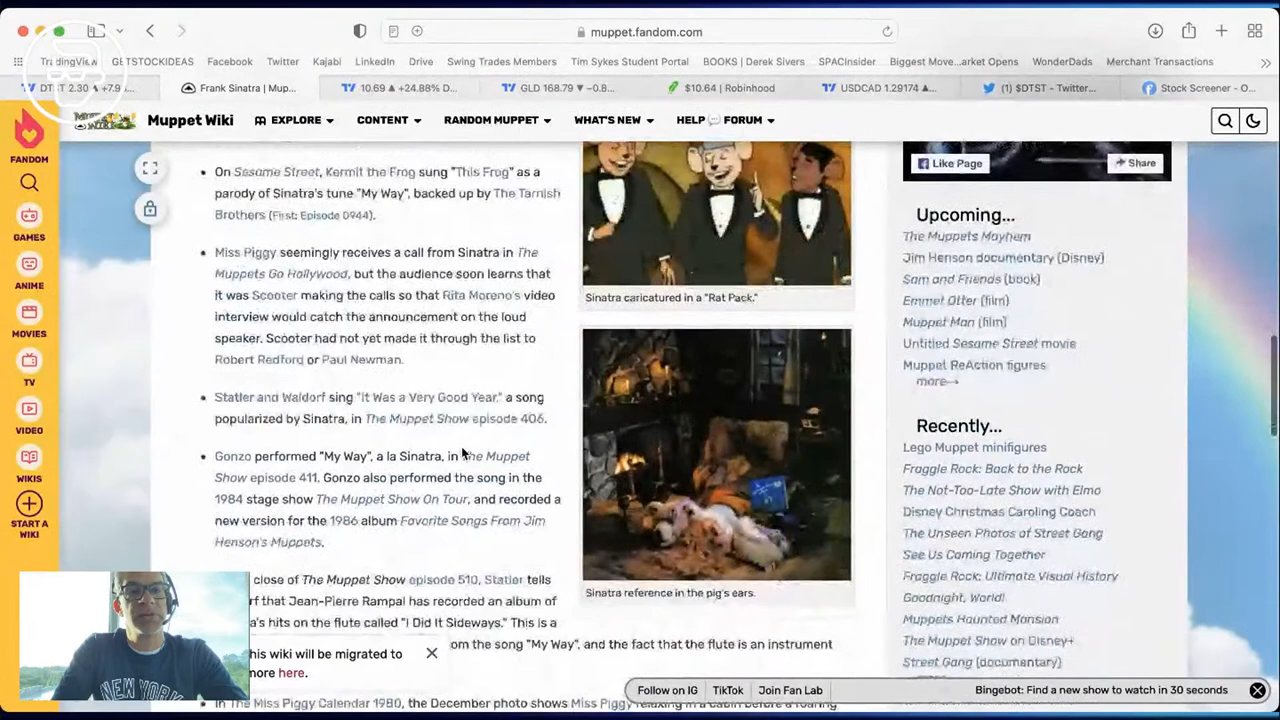 muppet.fandom.com
TradingView GETSTOCKIDEAS Facebook Twitter Kajabi LinkedIn Drive Swing Trades Members Tim Sykes Student Portal BOOKS | Derek Sivers SPACInsider Biggest Move...arket Opens WonderDads Merchant Transactions
DTST 2.30 ▲ +7.9 Frank Sinatra | Mup... 10.69 ▲ +24.88% D... GLD 168.79 −0.8... $10.64 | Robinhood USDCAD 1.29174 ▲... (1) $DTST - Twitter... Stock Screener - O...
Muppet Wiki EXPLORE CONTENT RANDOM MUPPET WHAT'S NEW HELP FORUM
FANDOM
GAMES
ANIME
MOVIES
TV
VIDEO
WIKIS
START A
WIKI
• On Sesame Street, Kermit the Frog sung "This Frog" as a
parody of Sinatra's tune "My Way", backed up by The Tarnish
Brothers (First: Episode 0944).
• Miss Piggy seemingly receives a call from Sinatra in The
Muppets Go Hollywood, but the audience soon learns that
it was Scooter making the calls so that Rita Moreno's video
interview would catch the announcement on the loud
speaker. Scooter had not yet made it through the list to
Robert Redford or Paul Newman.
• Statler and Waldorf sing "It Was a Very Good Year," a song
popularized by Sinatra, in The Muppet Show episode 406.
• Gonzo performed "My Way", a la Sinatra, in The Muppet
Show episode 411. Gonzo also performed the song in the
1984 stage show The Muppet Show On Tour, and recorded a
new version for the 1986 album Favorite Songs From Jim
Henson's Muppets.
close of The Muppet Show episode 510, Statler tells
rf that Jean-Pierre Rampal has recorded an album of
a's hits on the flute called "I Did It Sideways." This is a
om the song "My Way", and the fact that the flute is an instrument
In The Miss Piggy Calendar 1980, the December photo shows Miss Piggy relaxing in a cabin before a roaring
Sinatra caricatured in a "Rat Pack."
Sinatra reference in the pig's ears.
Like Page Share
Upcoming...
The Muppets Mayhem
Jim Henson documentary (Disney)
Sam and Friends (book)
Emmet Otter (film)
Muppet Man (film)
Untitled Sesame Street movie
Muppet ReAction figures
more→
Recently...
Lego Muppet minifigures
Fraggle Rock: Back to the Rock
The Not-Too-Late Show with Elmo
Disney Christmas Caroling Coach
The Unseen Photos of Street Gang
See Us Coming Together
Fraggle Rock: Ultimate Visual History
Goodnight, World!
Muppets Haunted Mansion
The Muppet Show on Disney+
Street Gang (documentary)
his wiki will be migrated to
more here.
NEW YORK
Follow on IG TikTok Join Fan Lab Bingebot: Find a new show to watch in 30 seconds